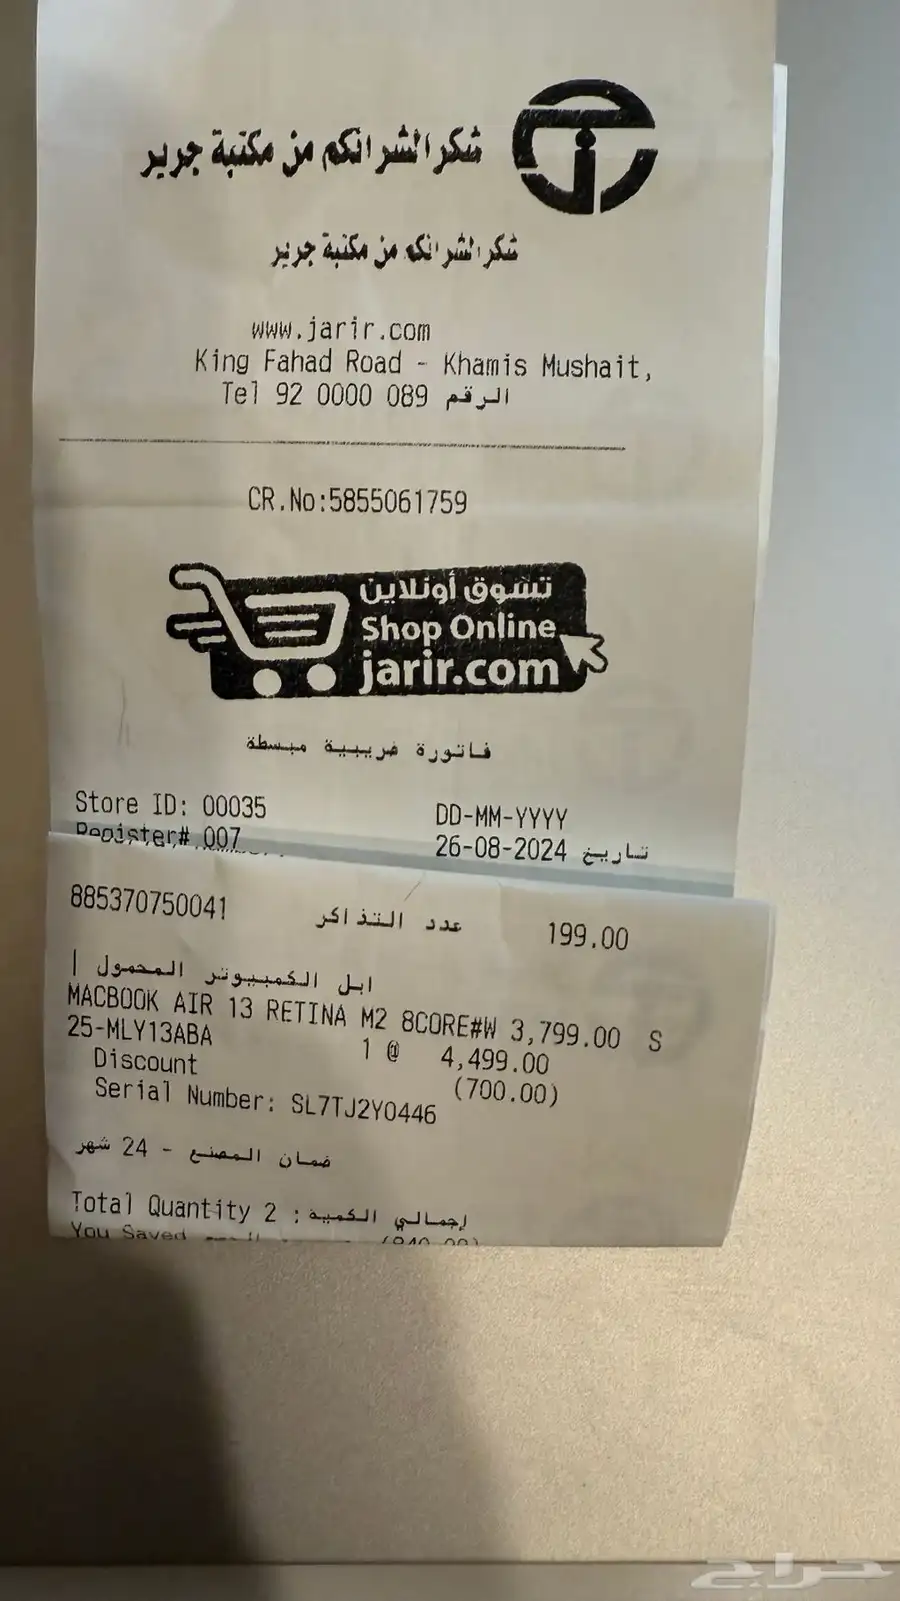 شكرا لشرائكم من مكتبة جرير
شكرا لشرائكم من مكتبة جرير
www.jarir.com
King Fahad Road - Khamis Mushait,
Tel 92 0000 089 الرقم
CR.No:5855061759
تسوق أونلاين
Shop Online
jarir.com
فاتورة ضريبية مبسطة
Store ID: 00035
DD-MM-YYYY
Register# 007
26-08-2024 تاريخ
885370750041 عدد التذاكر 199.00
ابل الكمبيوتر المحمول |
MACBOOK AIR 13 RETINA M2 8CORE#W 3,799.00 S
25-MLY13ABA 1 @ 4,499.00
Discount (700.00)
Serial Number: SL7TJ2Y0446
ضمان المصنع - 24 شهر
Total Quantity 2 : إجمالي الكمية
You Saved
حراج